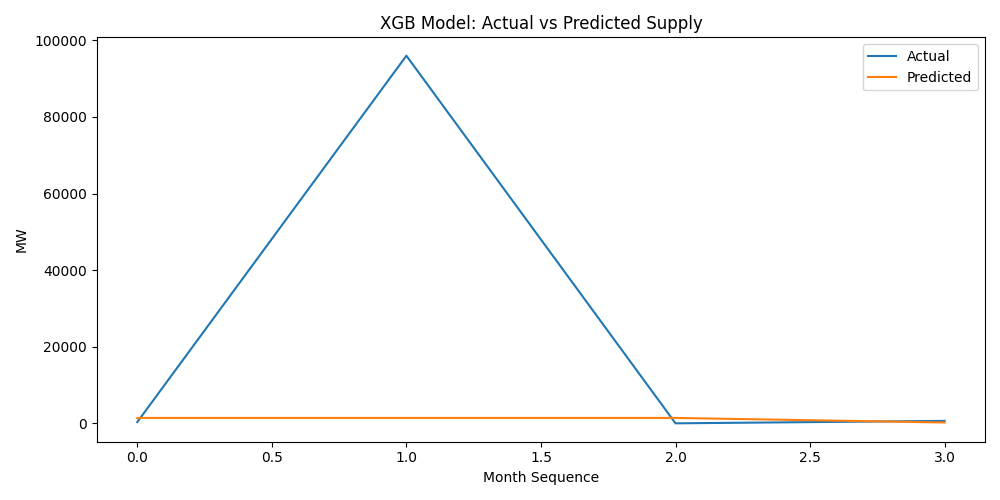 XGB Model: Actual vs Predicted Supply
100000
80000
60000
40000
20000
0
MW
Actual
Predicted
0.0
0.5
1.0
1.5
2.0
2.5
3.0
Month Sequence